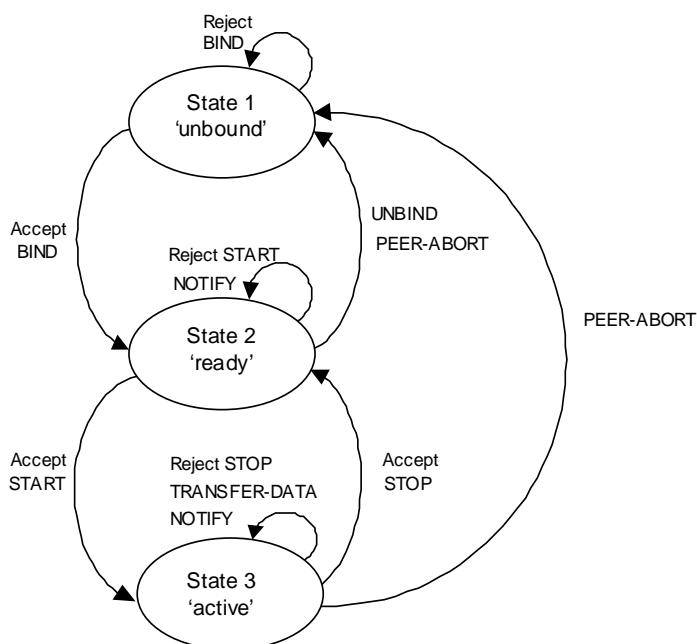 Reject
BIND
State 1
‘unbound’
Accept
BIND
UNBIND
PEER-ABORT
Reject START
NOTIFY
PEER-ABORT
State 2
‘ready’
Accept
START
Reject STOP
TRANSFER-DATA
NOTIFY
Accept
STOP
State 3
‘active’